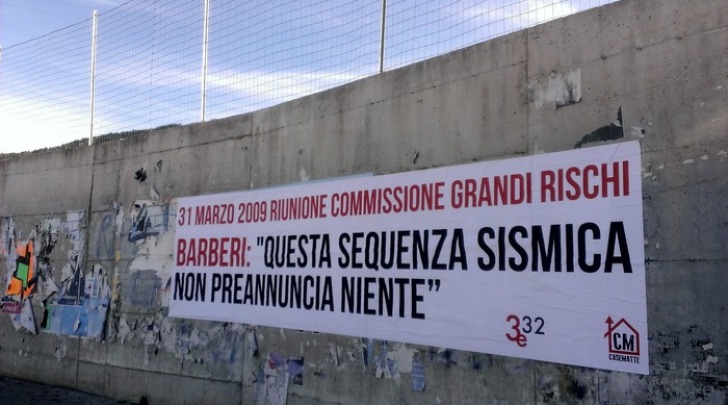 31 MARZO 2009 RIUNIONE COMMISSIONE GRANDI RISCHI
BARBERI: "QUESTA SEQUENZA SISMICA
NON PREANNUNCIA NIENTE”
3e32
CM
CASEMATTE